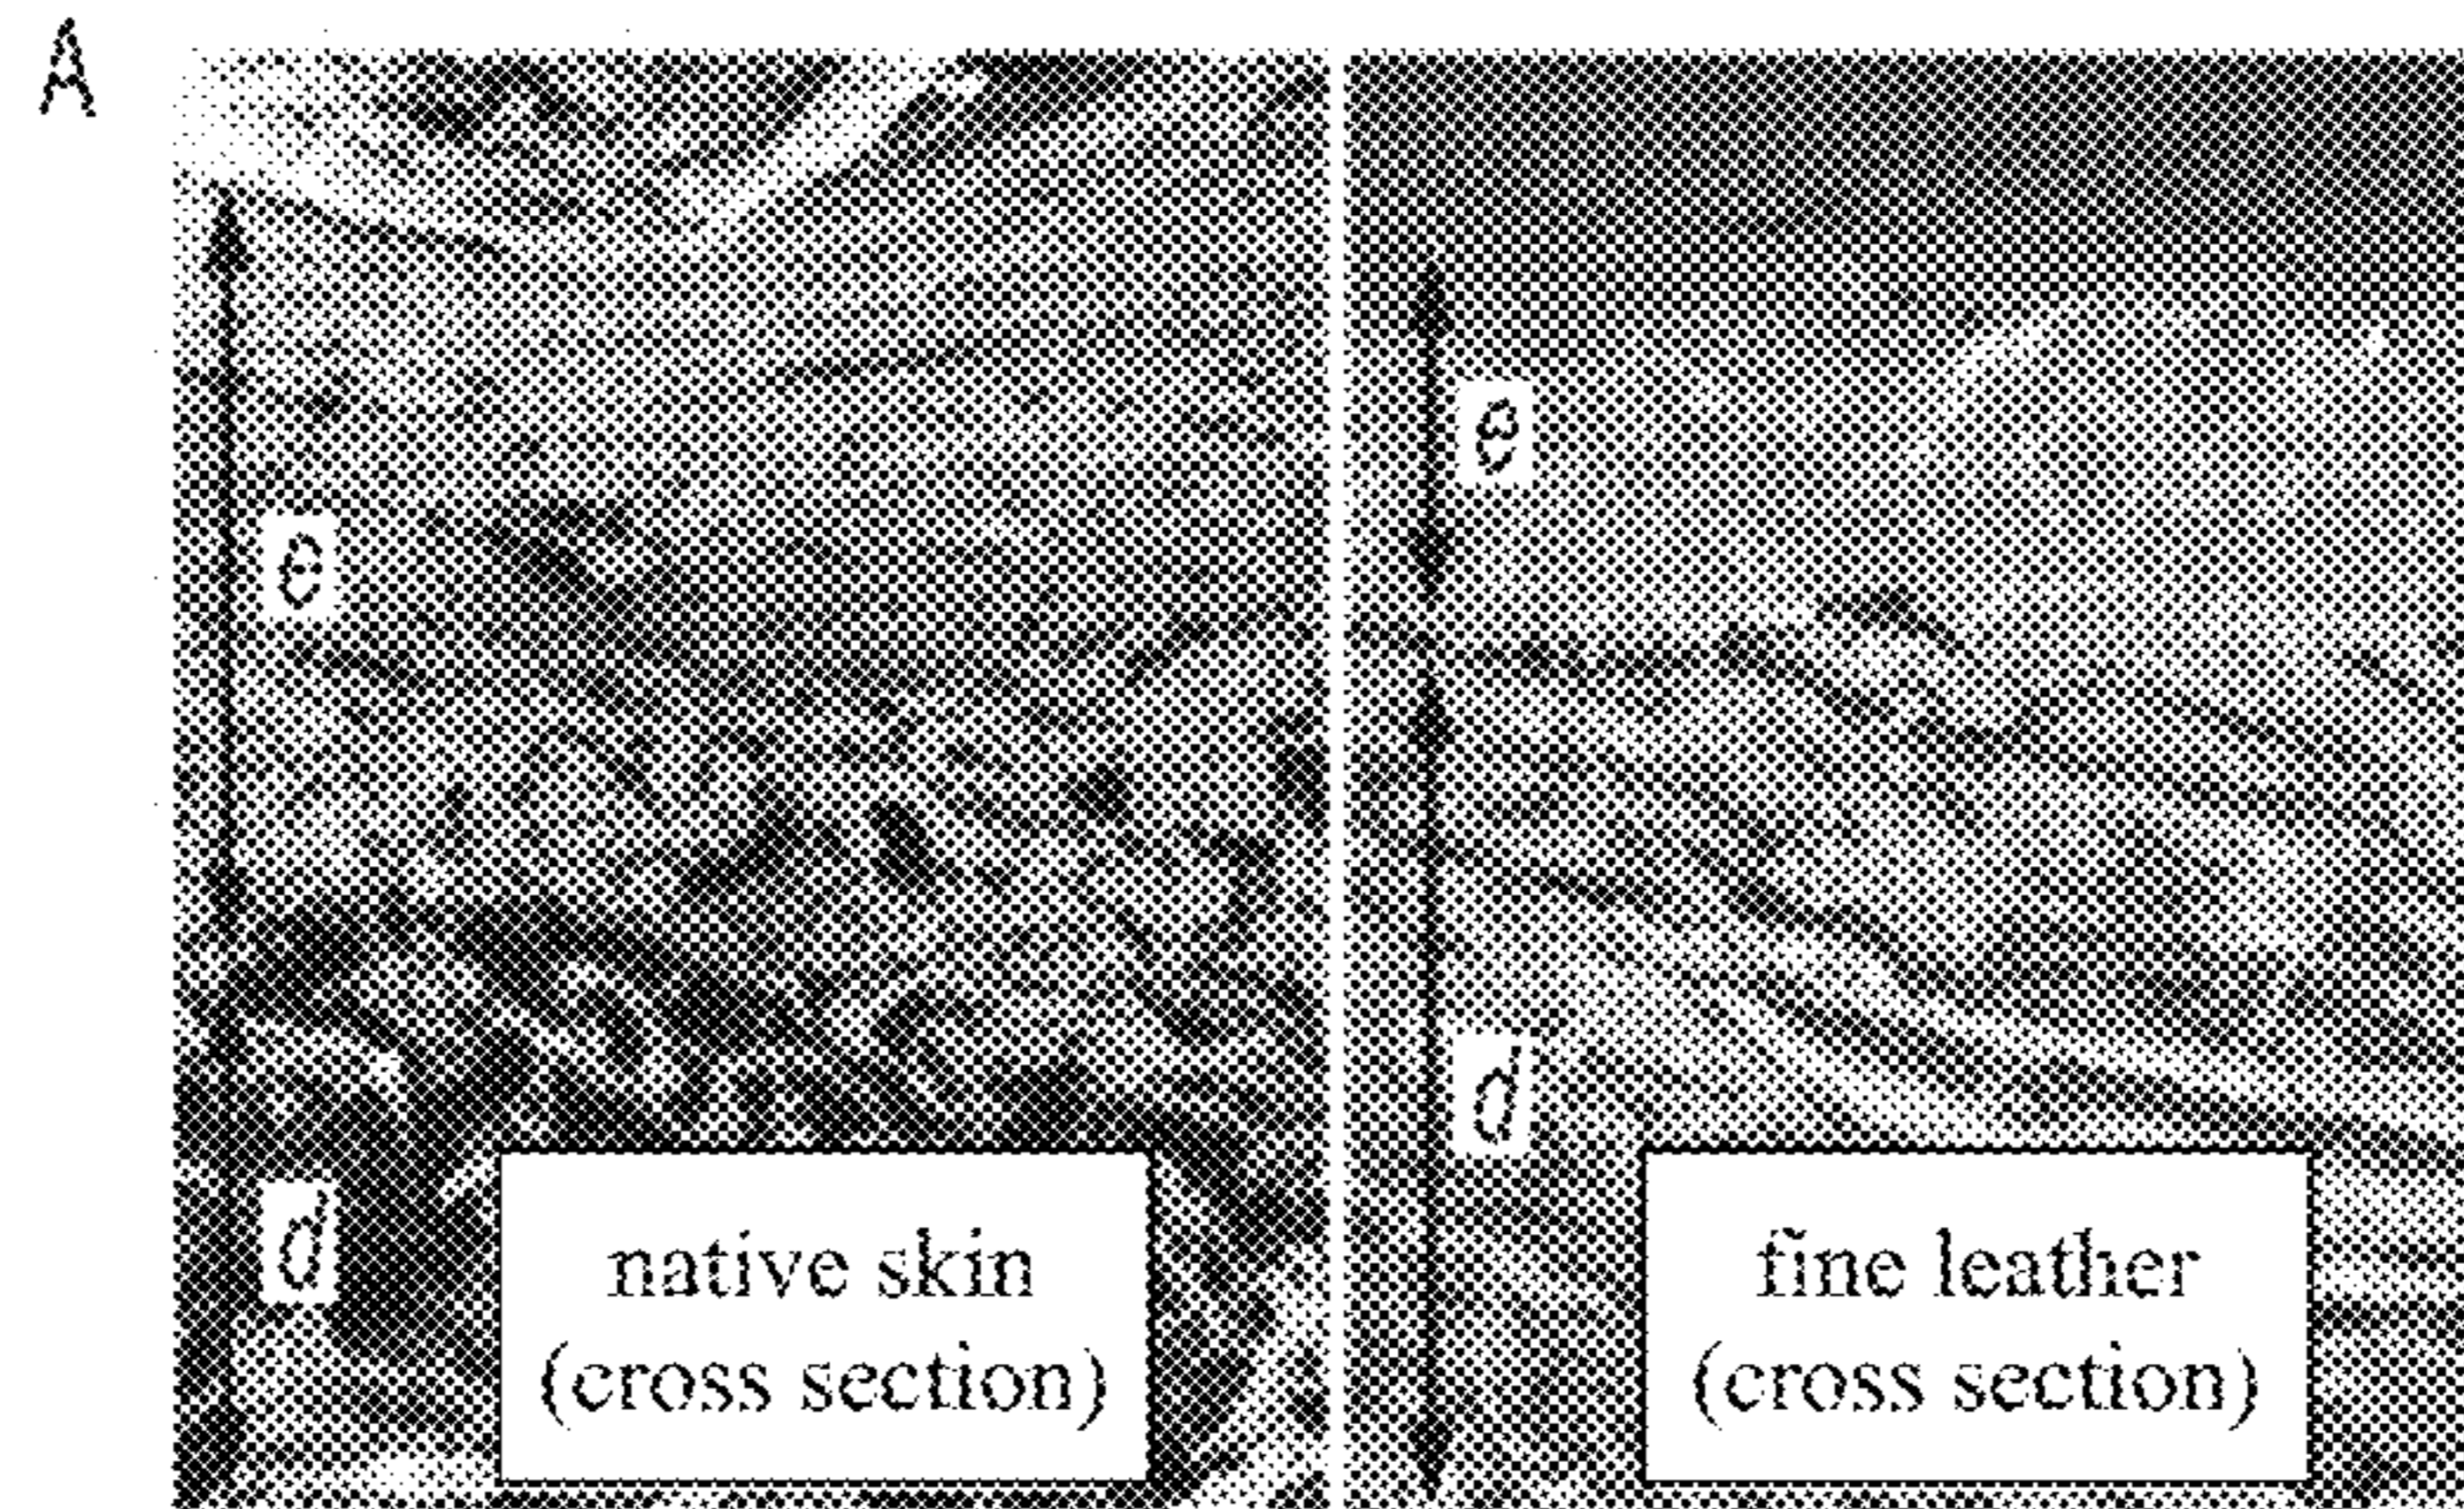 A
e
d
native skin
(cross section)
e
d
fine leather
(cross section)